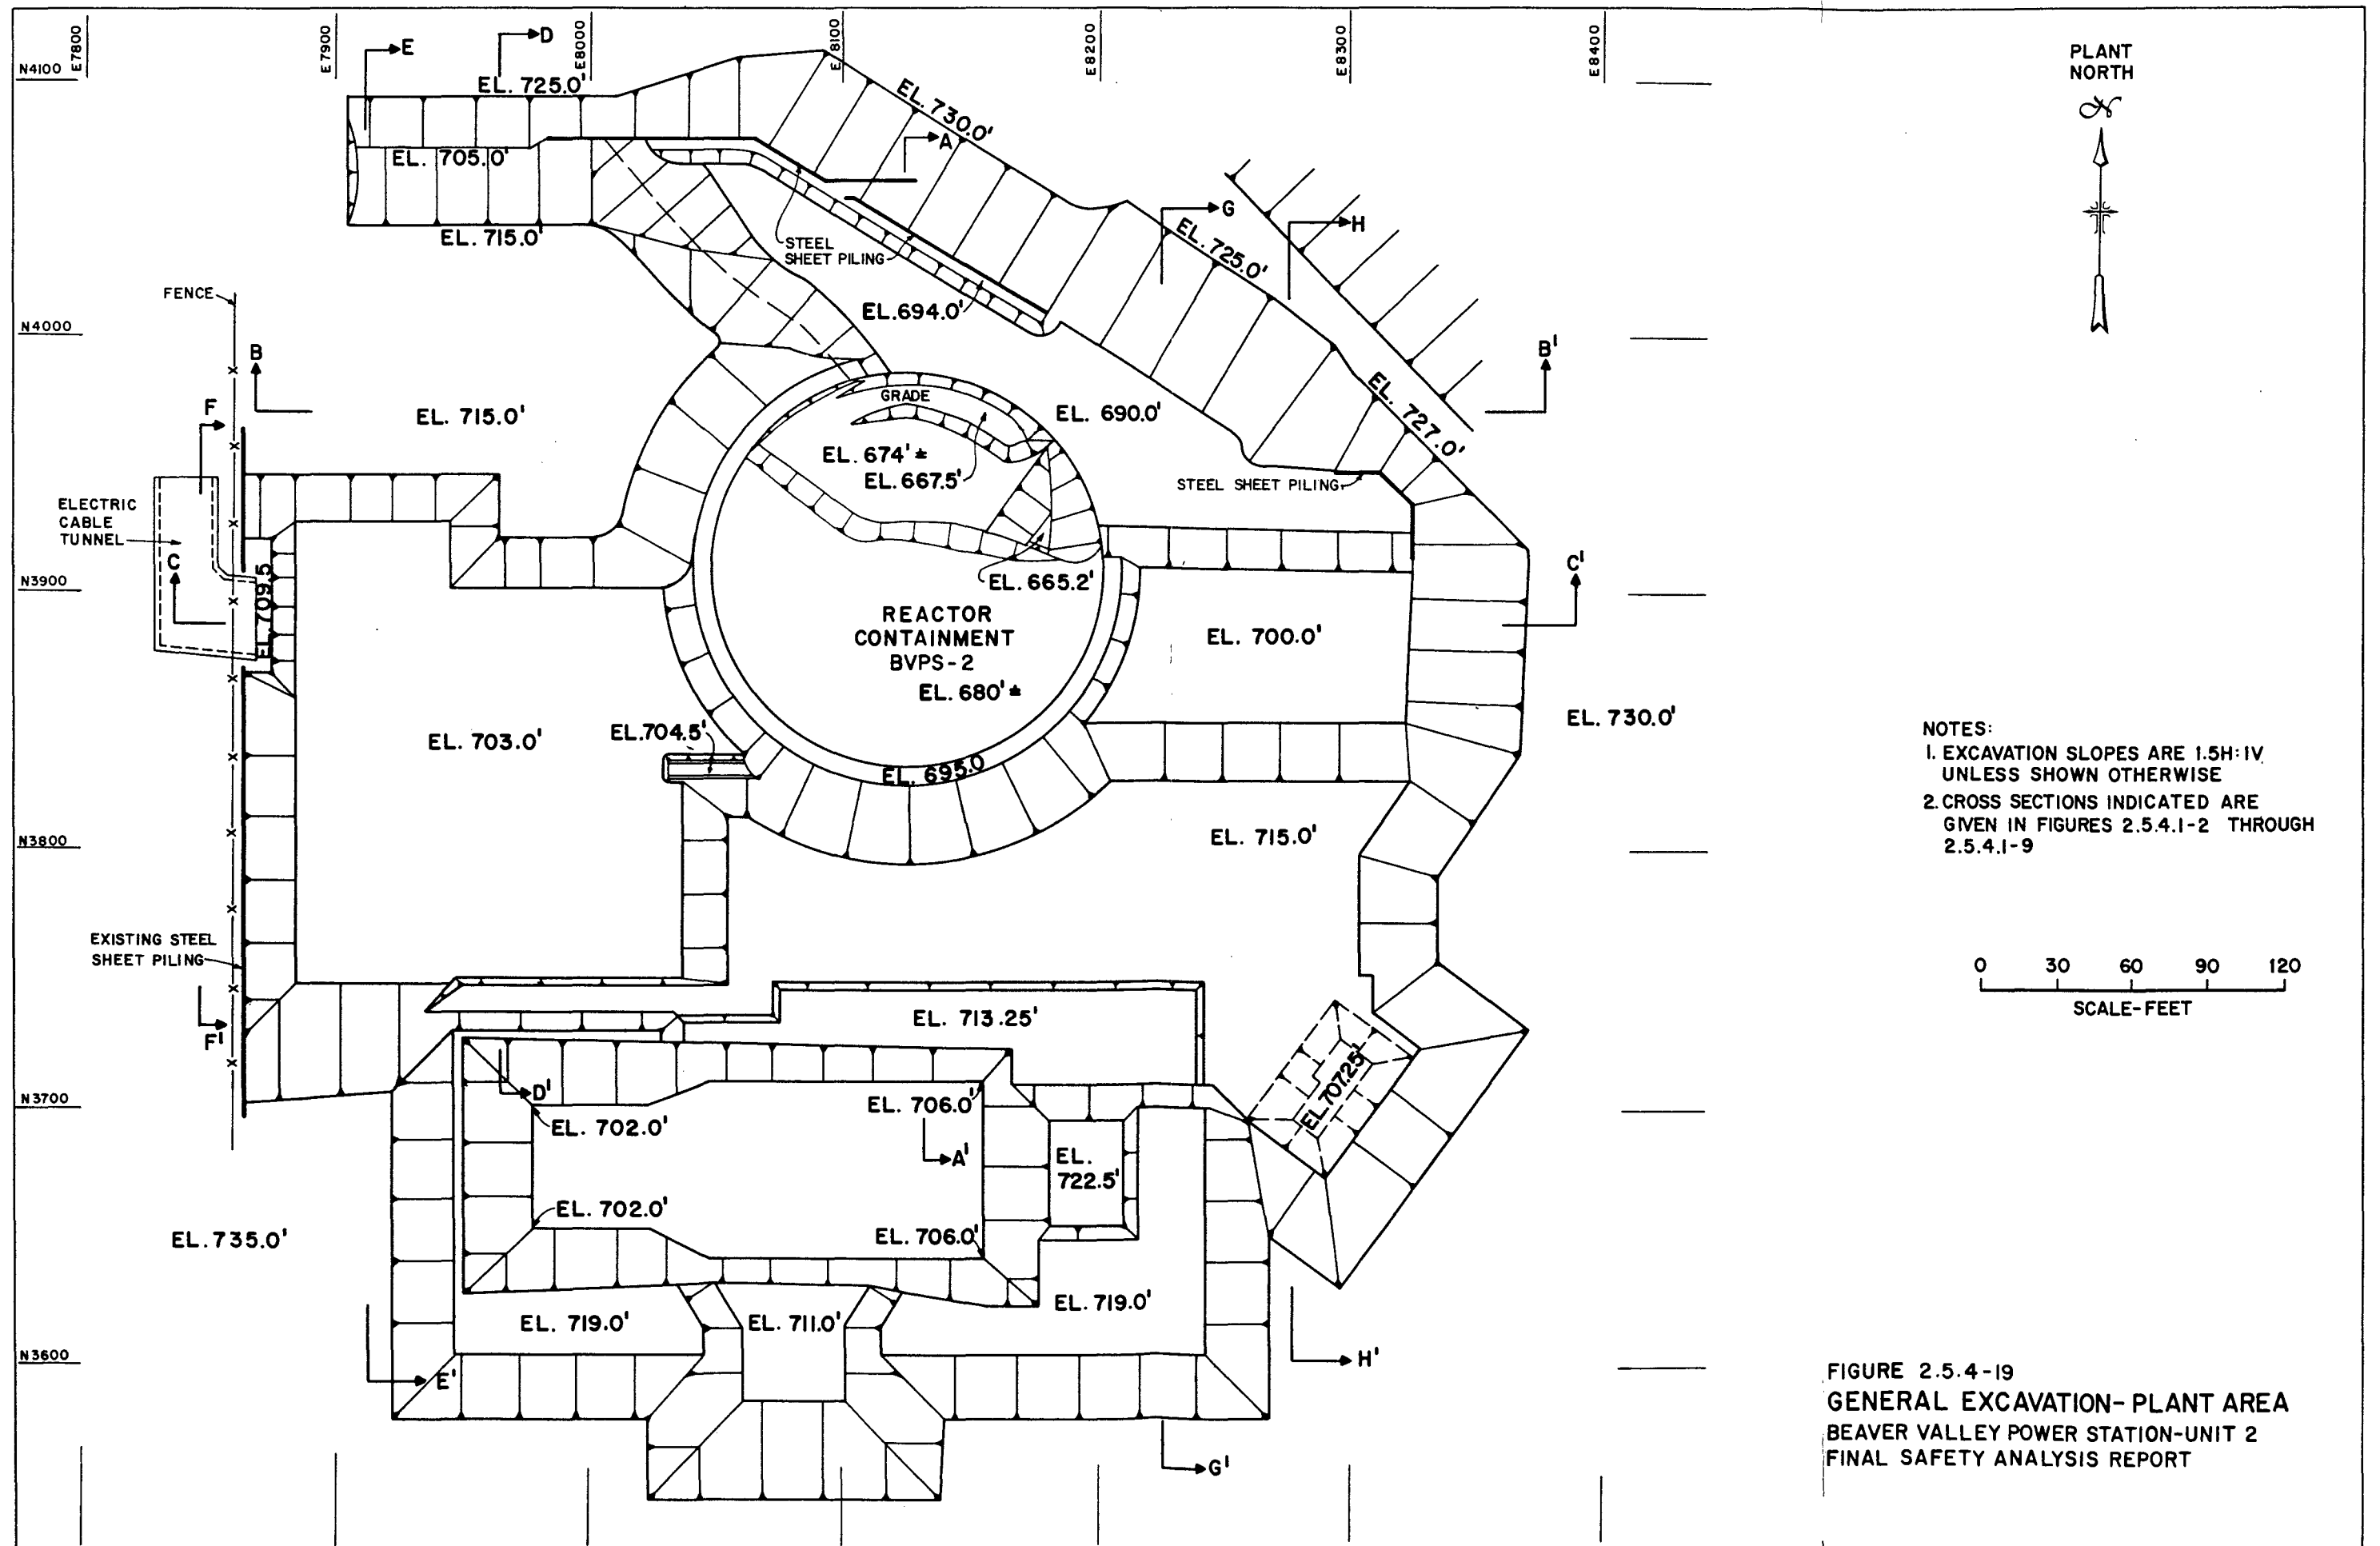 E7800
E7900
E8000
E8100
E8200
E8300
E8400
N4100
N4000
N3900
N3800
N3700
N3600
E
D
EL. 725.0'
EL. 730.0'
A
EL. 705.0'
EL. 715.0'
STEEL
SHEET PILING
G
H
EL. 725.0'
EL. 694.0'
FENCE
B
F
EL. 715.0'
GRADE
EL. 690.0'
B'
EL. 727.0'
EL. 674' ±
EL. 667.5'
STEEL SHEET PILING
ELECTRIC
CABLE
TUNNEL
C
EL. 709.5
EL. 665.2'
C'
REACTOR
CONTAINMENT
BVPS-2
EL. 680' ±
EL. 700.0'
EL. 703.0'
EL. 704.5'
EL. 695.0
EL. 730.0'
EL. 715.0'
EXISTING STEEL
SHEET PILING
F'
EL. 713.25'
D'
EL. 706.0'
EL. 702.0'
A'
EL.
722.5'
EL. 707.25'
EL. 702.0'
EL. 706.0'
EL. 735.0'
EL. 719.0'
EL. 711.0'
EL. 719.0'
E'
H'
G'
PLANT
NORTH
N
NOTES:
1. EXCAVATION SLOPES ARE 1.5H:1V
UNLESS SHOWN OTHERWISE
2. CROSS SECTIONS INDICATED ARE
GIVEN IN FIGURES 2.5.4.1-2 THROUGH
2.5.4.1-9
0 30 60 90 120
SCALE-FEET
FIGURE 2.5.4-19
GENERAL EXCAVATION-PLANT AREA
BEAVER VALLEY POWER STATION-UNIT 2
FINAL SAFETY ANALYSIS REPORT